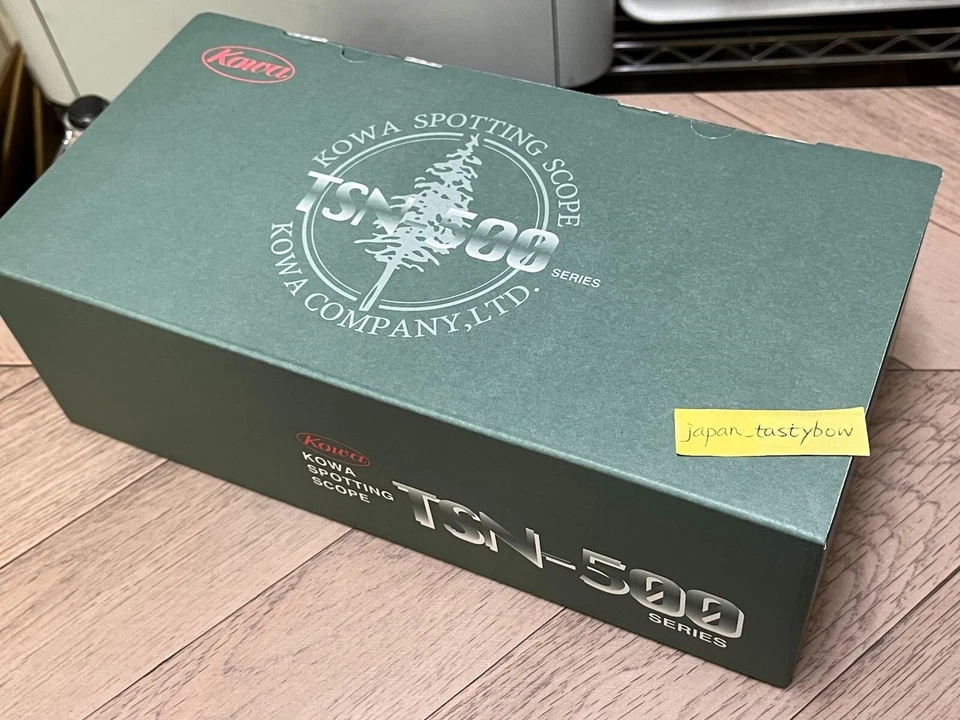 Kowa
KOWA SPOTTING SCOPE
TSN-500
SERIES
KOWA COMPANY,LTD.
japan_tastybow
Kowa
KOWA
SPOTTING
SCOPE
TSN-500
SERIES